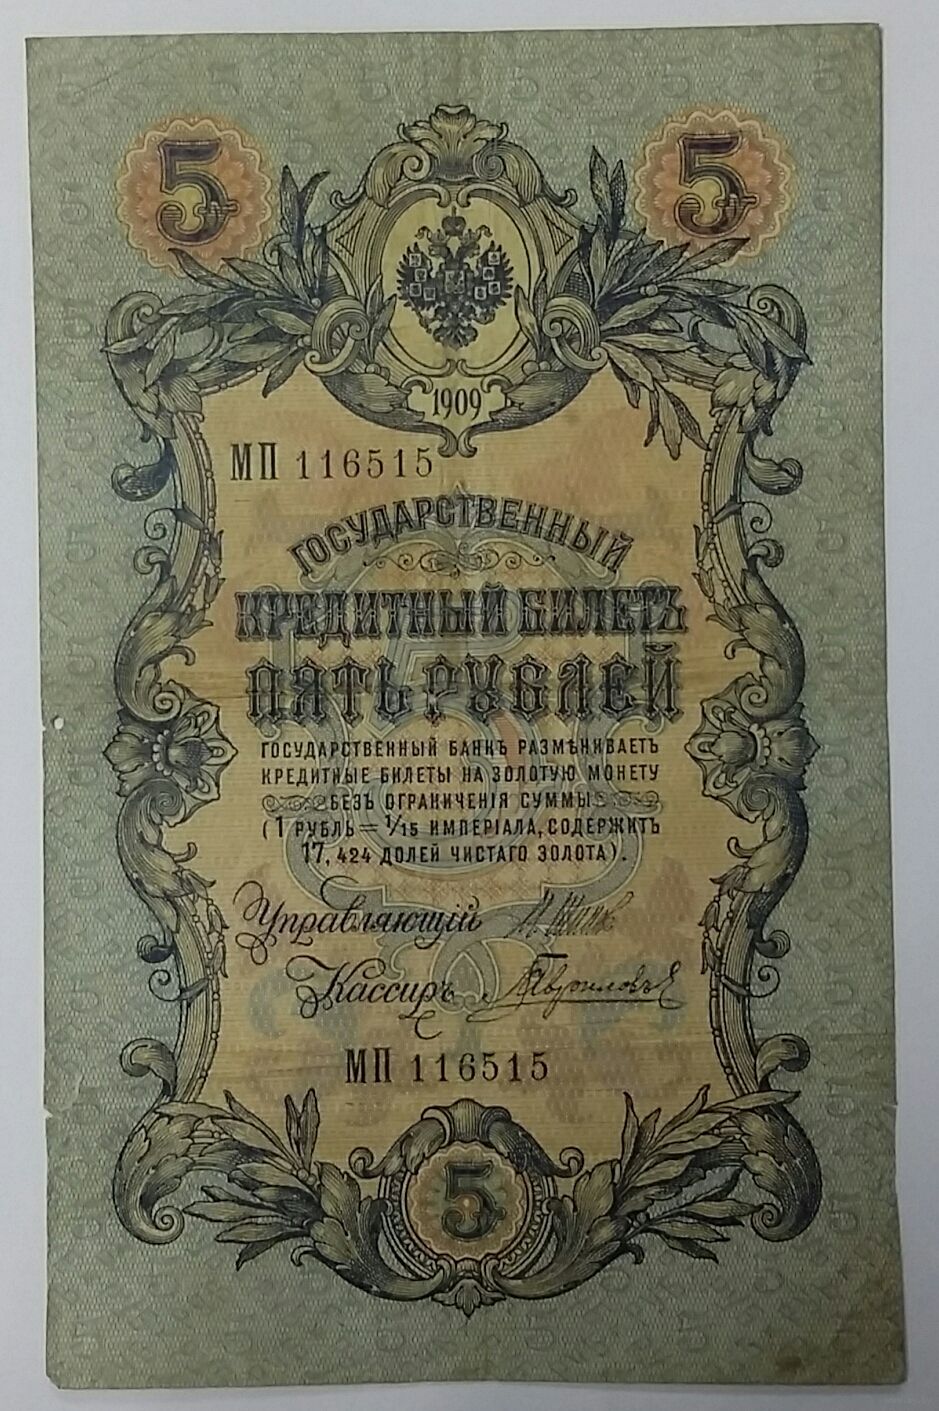 5 5
1909
МП 116515
ГОСУДАРСТВЕННЫЙ
КРЕДИТНЫЙ БИЛЕТЪ
ПЯТЬ РУБЛЕЙ
ГОСУДАРСТВЕННЫЙ БАНКЪ РАЗМѢНИВАЕТЪ
КРЕДИТНЫЕ БИЛЕТЫ НА ЗОЛОТУЮ МОНЕТУ
БЕЗЪ ОГРАНИЧЕНІЯ СУММЫ
(1 РУБЛЬ = 1/15 ИМПЕРІАЛА, СОДЕРЖИТЪ
17,424 ДОЛЕЙ ЧИСТАГО ЗОЛОТА).
Управляющій
Кассиръ Гавриловъ
МП 116515
5